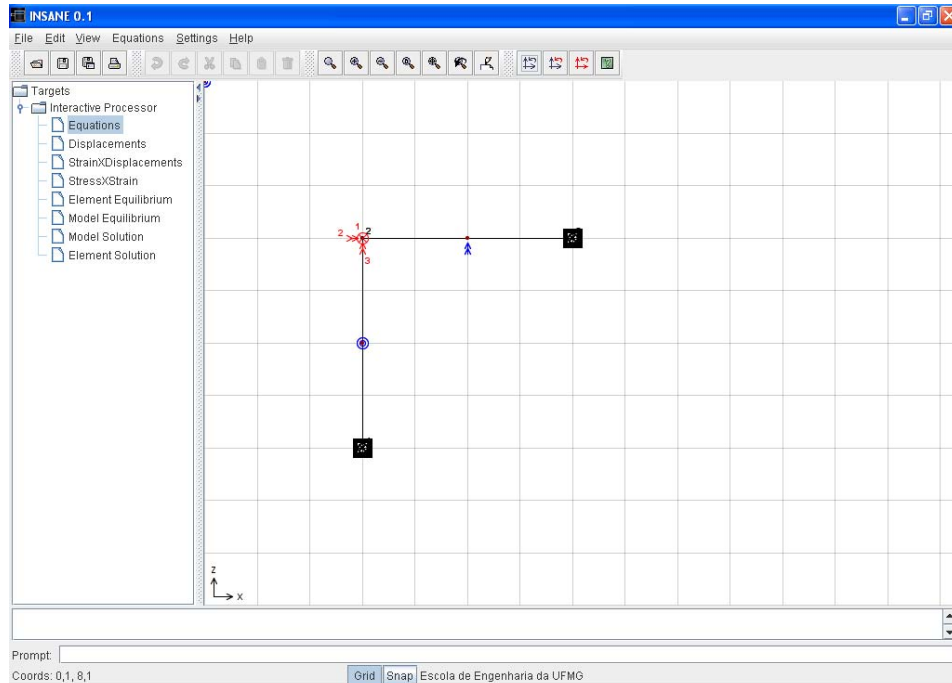 INSANE 0.1
File Edit View Equations Settings Help
Targets
Interactive Processor
Equations
Displacements
StrainXDisplacements
StressXStrain
Element Equilibrium
Model Equilibrium
Model Solution
Element Solution
1
2 2
3
z
x
Prompt:
Coords: 0,1, 8,1 Grid Snap Escola de Engenharia da UFMG